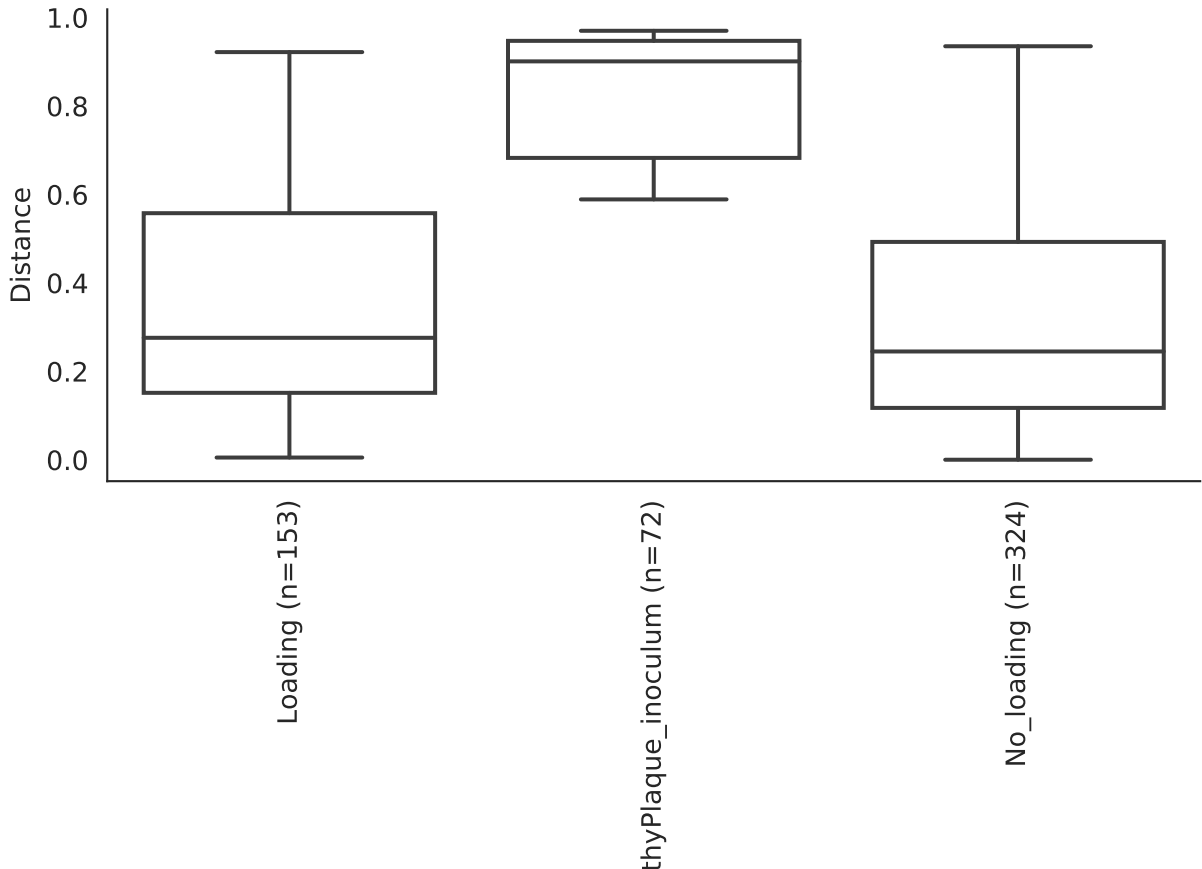 1.0
0.8
0.6
0.4
0.2
0.0
Distance
Loading (n=153)
thyPlaque_inoculum (n=72)
No_loading (n=324)